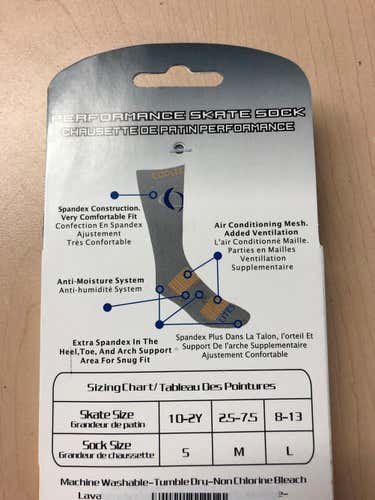 PERFORMANCE SKATE SOCK
CHAUSETTE DE PATIN PERFORMANCE
Spandex Construction.
Very Comfortable Fit
Confection En Spandex
Ajustement
Très Confortable
Air Conditioning Mesh.
Added Ventilation
L'air Conditionné Maille.
Parties en Mailles
Ventillation
Supplementaire
Anti-Moisture System
Anti-humidité System
Extra Spandex In The
Heel,Toe, And Arch Support
Area For Snug Fit
Spandex Plus Dans La Talon, l'orteil Et
Support De l'arche Supplementaire
Ajustement Confortable
Sizing Chart/ Tableau Des Pointures
Skate Size
Grandeur de patin
10-2Y
2.5-7.5
8-13
Sock Size
Grandeur de chaussette
S
M
L
Machine Washable-Tumble Dry-Non Chlorine Bleach